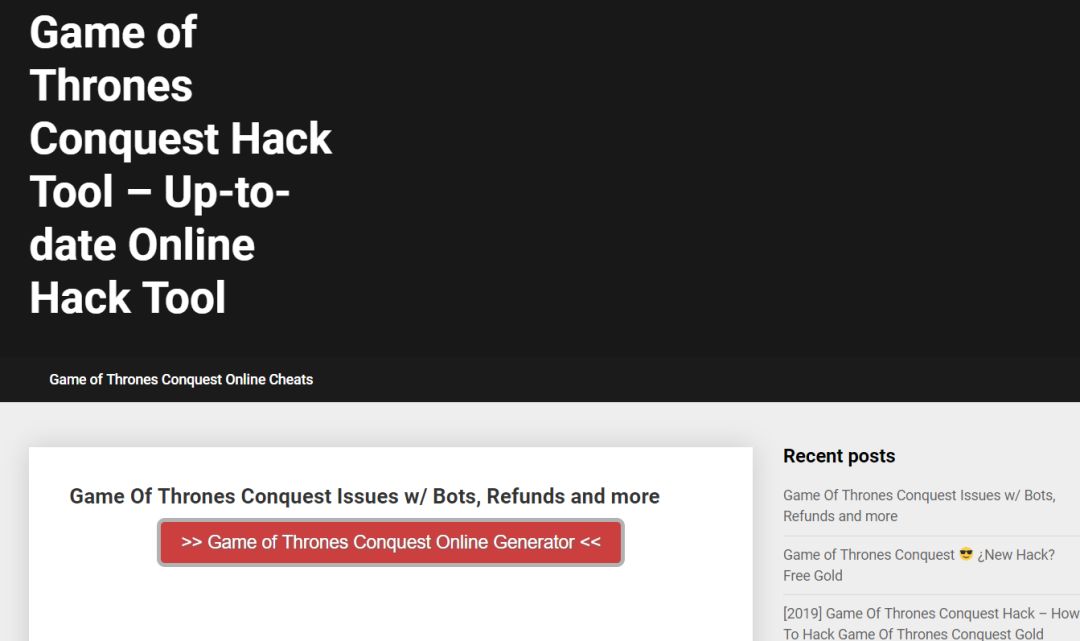 Game of
Thrones
Conquest Hack
Tool – Up-to-
date Online
Hack Tool
Game of Thrones Conquest Online Cheats
Game Of Thrones Conquest Issues w/ Bots, Refunds and more
>> Game of Thrones Conquest Online Generator <<
Recent posts
Game Of Thrones Conquest Issues w/ Bots,
Refunds and more
Game of Thrones Conquest 😎 ¿New Hack?
Free Gold
[2019] Game Of Thrones Conquest Hack – How
To Hack Game Of Thrones Conquest Gold